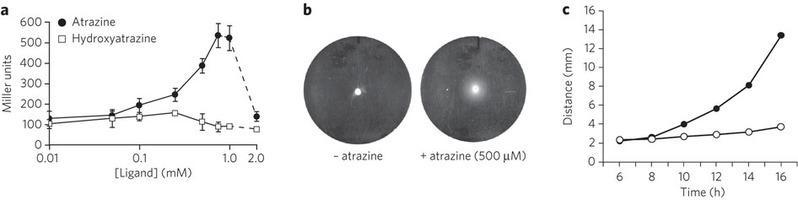 a
600
500
400
300
200
100
0
Miller units
Atrazine
Hydroxyatrazine
0.01
0.1
1.0
2.0
[Ligand] (mM)
b
– atrazine
+ atrazine (500 μM)
c
16
14
12
10
8
6
4
2
0
Distance (mm)
6
8
10
12
14
16
Time (h)